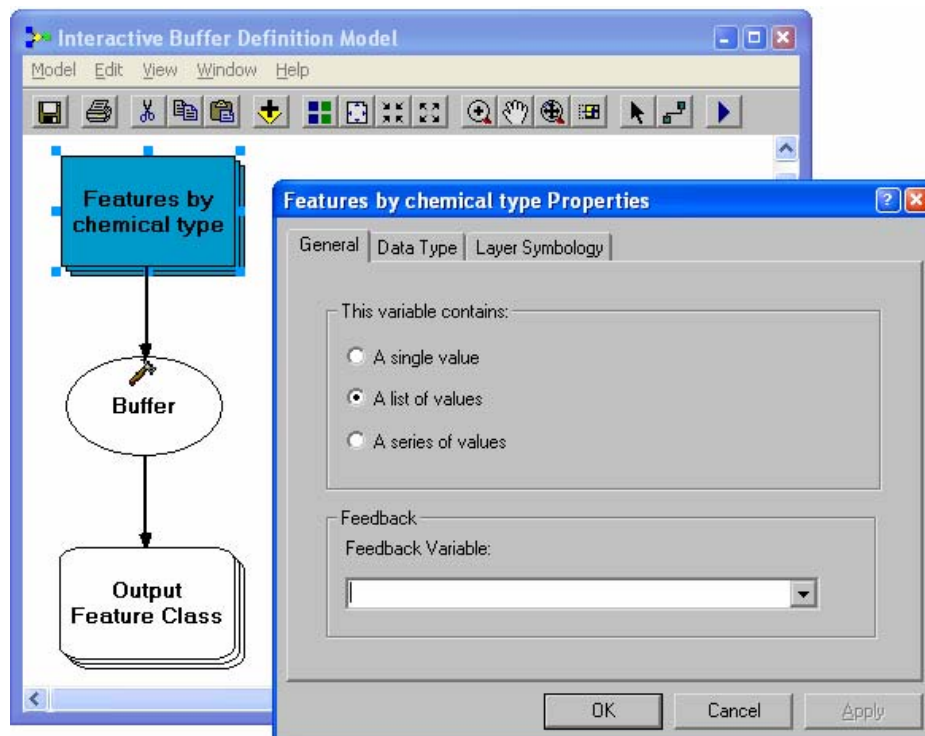 Interactive Buffer Definition Model
Model Edit View Window Help
Features by
chemical type
Buffer
Output
Feature Class
Features by chemical type Properties
General Data Type Layer Symbology
This variable contains:
A single value
A list of values
A series of values
Feedback
Feedback Variable:
OK Cancel Apply